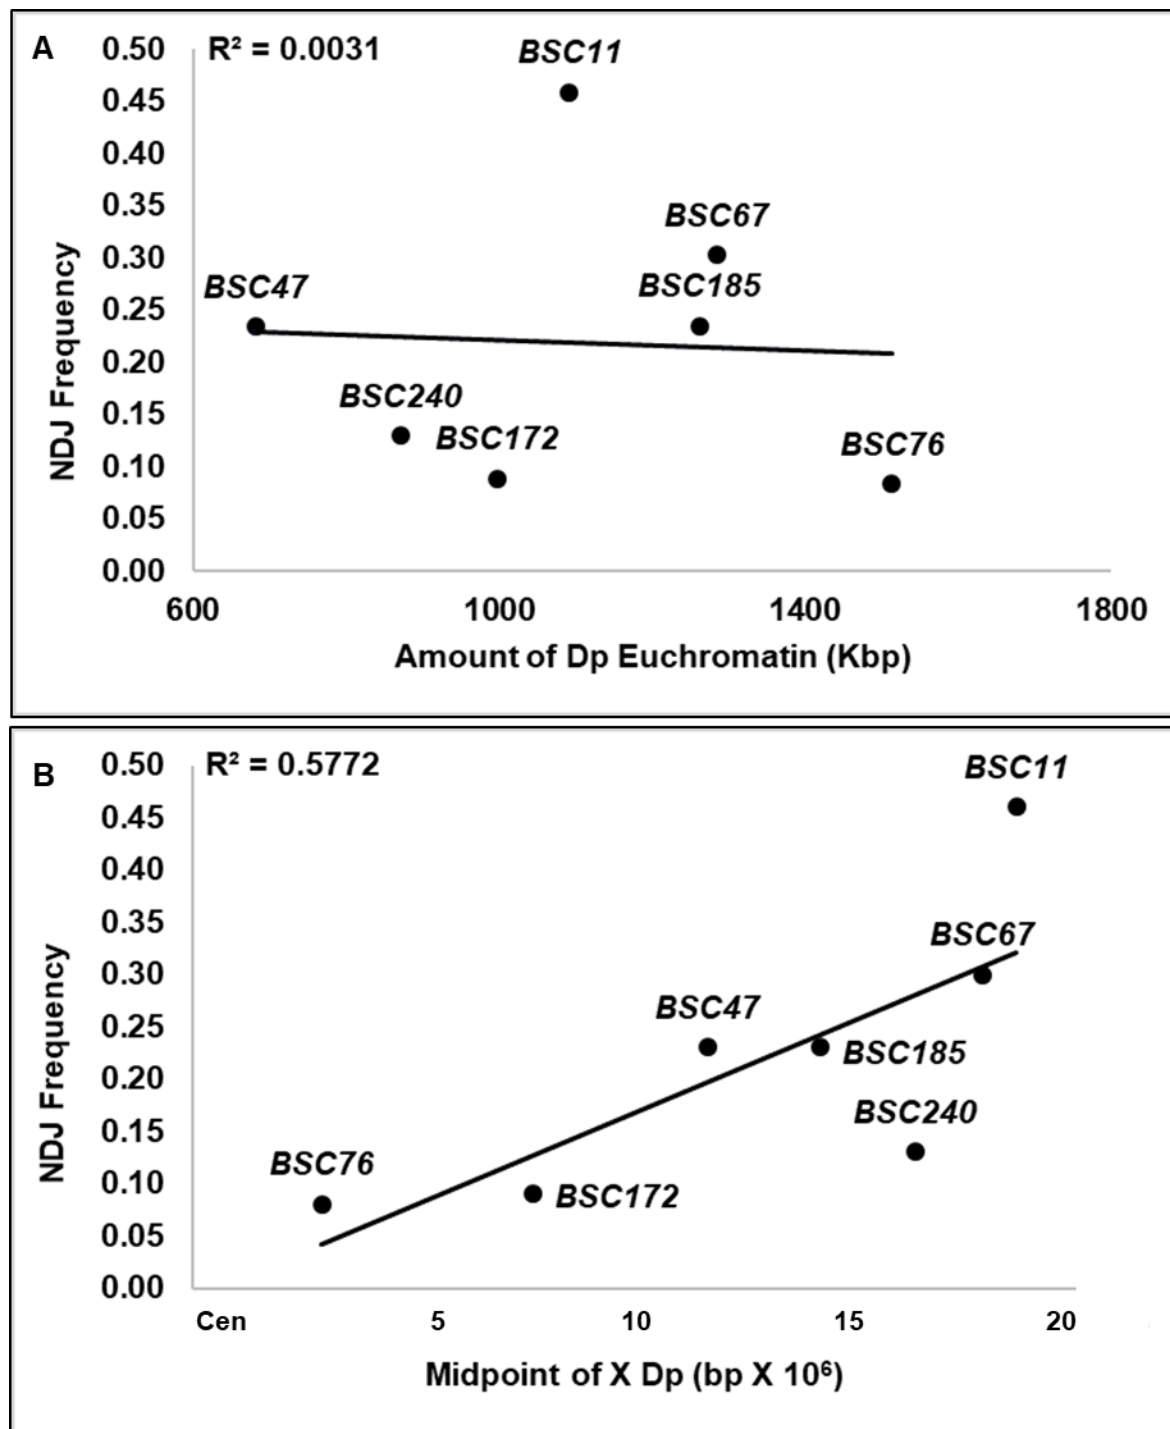 A
R² = 0.0031
0.50
0.45
0.40
0.35
0.30
0.25
0.20
0.15
0.10
0.05
0.00
NDJ Frequency
BSC11
BSC67
BSC185
BSC47
BSC240
BSC172
BSC76
600 1000 1400 1800
Amount of Dp Euchromatin (Kbp)
B
R² = 0.5772
0.50
0.45
0.40
0.35
0.30
0.25
0.20
0.15
0.10
0.05
0.00
NDJ Frequency
BSC11
BSC67
BSC47
BSC185
BSC240
BSC76
BSC172
Cen 5 10 15 20
Midpoint of X Dp (bp X 10⁶)